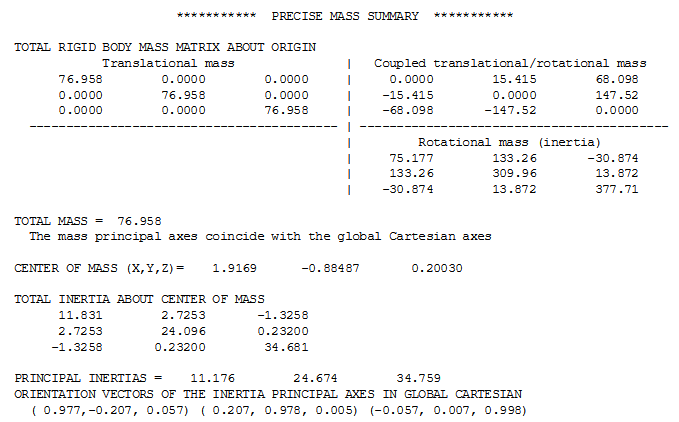 *********** PRECISE MASS SUMMARY ***********
TOTAL RIGID BODY MASS MATRIX ABOUT ORIGIN
Translational mass | Coupled translational/rotational mass
76.958 0.0000 0.0000 | 0.0000 15.415 68.098
0.0000 76.958 0.0000 | -15.415 0.0000 147.52
0.0000 0.0000 76.958 | -68.098 -147.52 0.0000
----------------------------------------- | -----------------------------------------
| Rotational mass (inertia)
| 75.177 133.26 -30.874
| 133.26 309.96 13.872
| -30.874 13.872 377.71
TOTAL MASS = 76.958
The mass principal axes coincide with the global Cartesian axes
CENTER OF MASS (X,Y,Z)= 1.9169 -0.88487 0.20030
TOTAL INERTIA ABOUT CENTER OF MASS
11.831 2.7253 -1.3258
2.7253 24.096 0.23200
-1.3258 0.23200 34.681
PRINCIPAL INERTIAS = 11.176 24.674 34.759
ORIENTATION VECTORS OF THE INERTIA PRINCIPAL AXES IN GLOBAL CARTESIAN
( 0.977,-0.207, 0.057) ( 0.207, 0.978, 0.005) (-0.057, 0.007, 0.998)